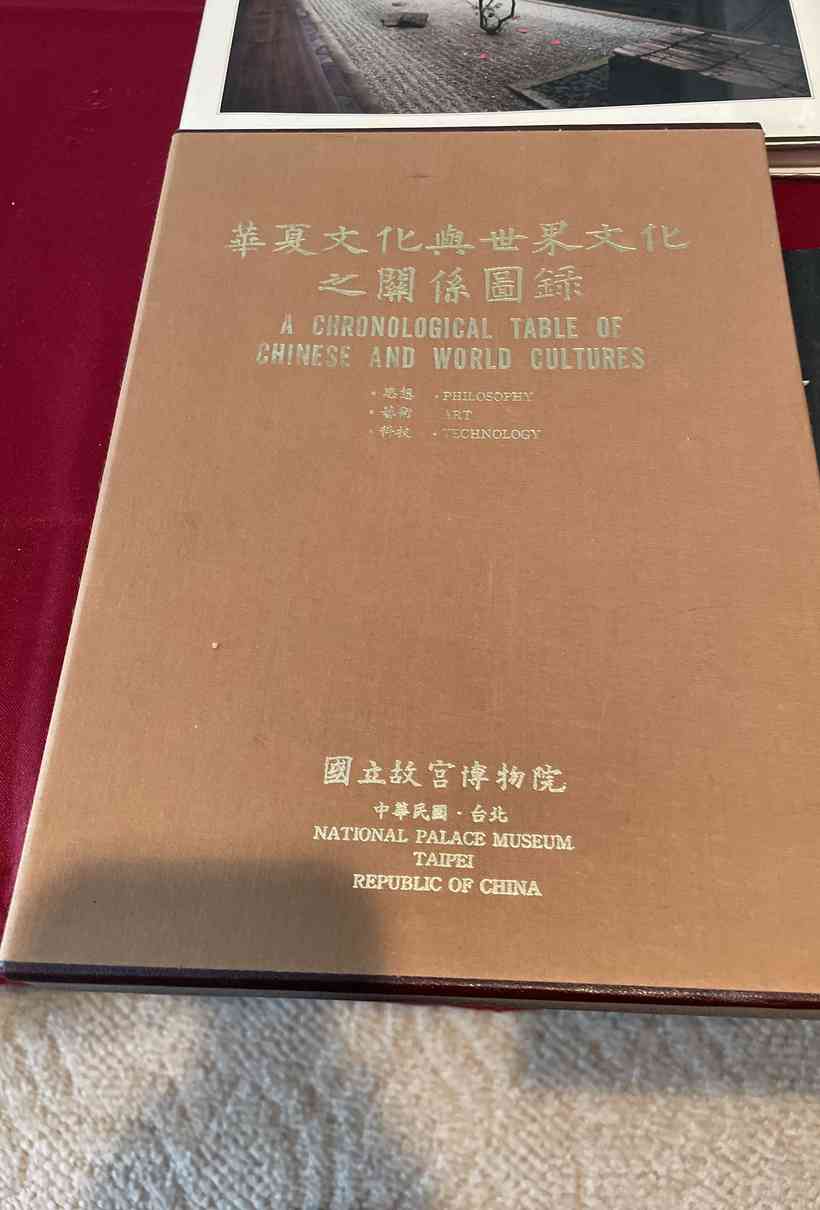 華夏文化與世界文化
之關係圖録
A CHRONOLOGICAL TABLE OF
CHINESE AND WORLD CULTURES
・思想 ・PHILOSOPHY
・藝術 ART
・科技 ・TECHNOLOGY
國立故宮博物院
中華民國・台北
NATIONAL PALACE MUSEUM
TAIPEI
REPUBLIC OF CHINA